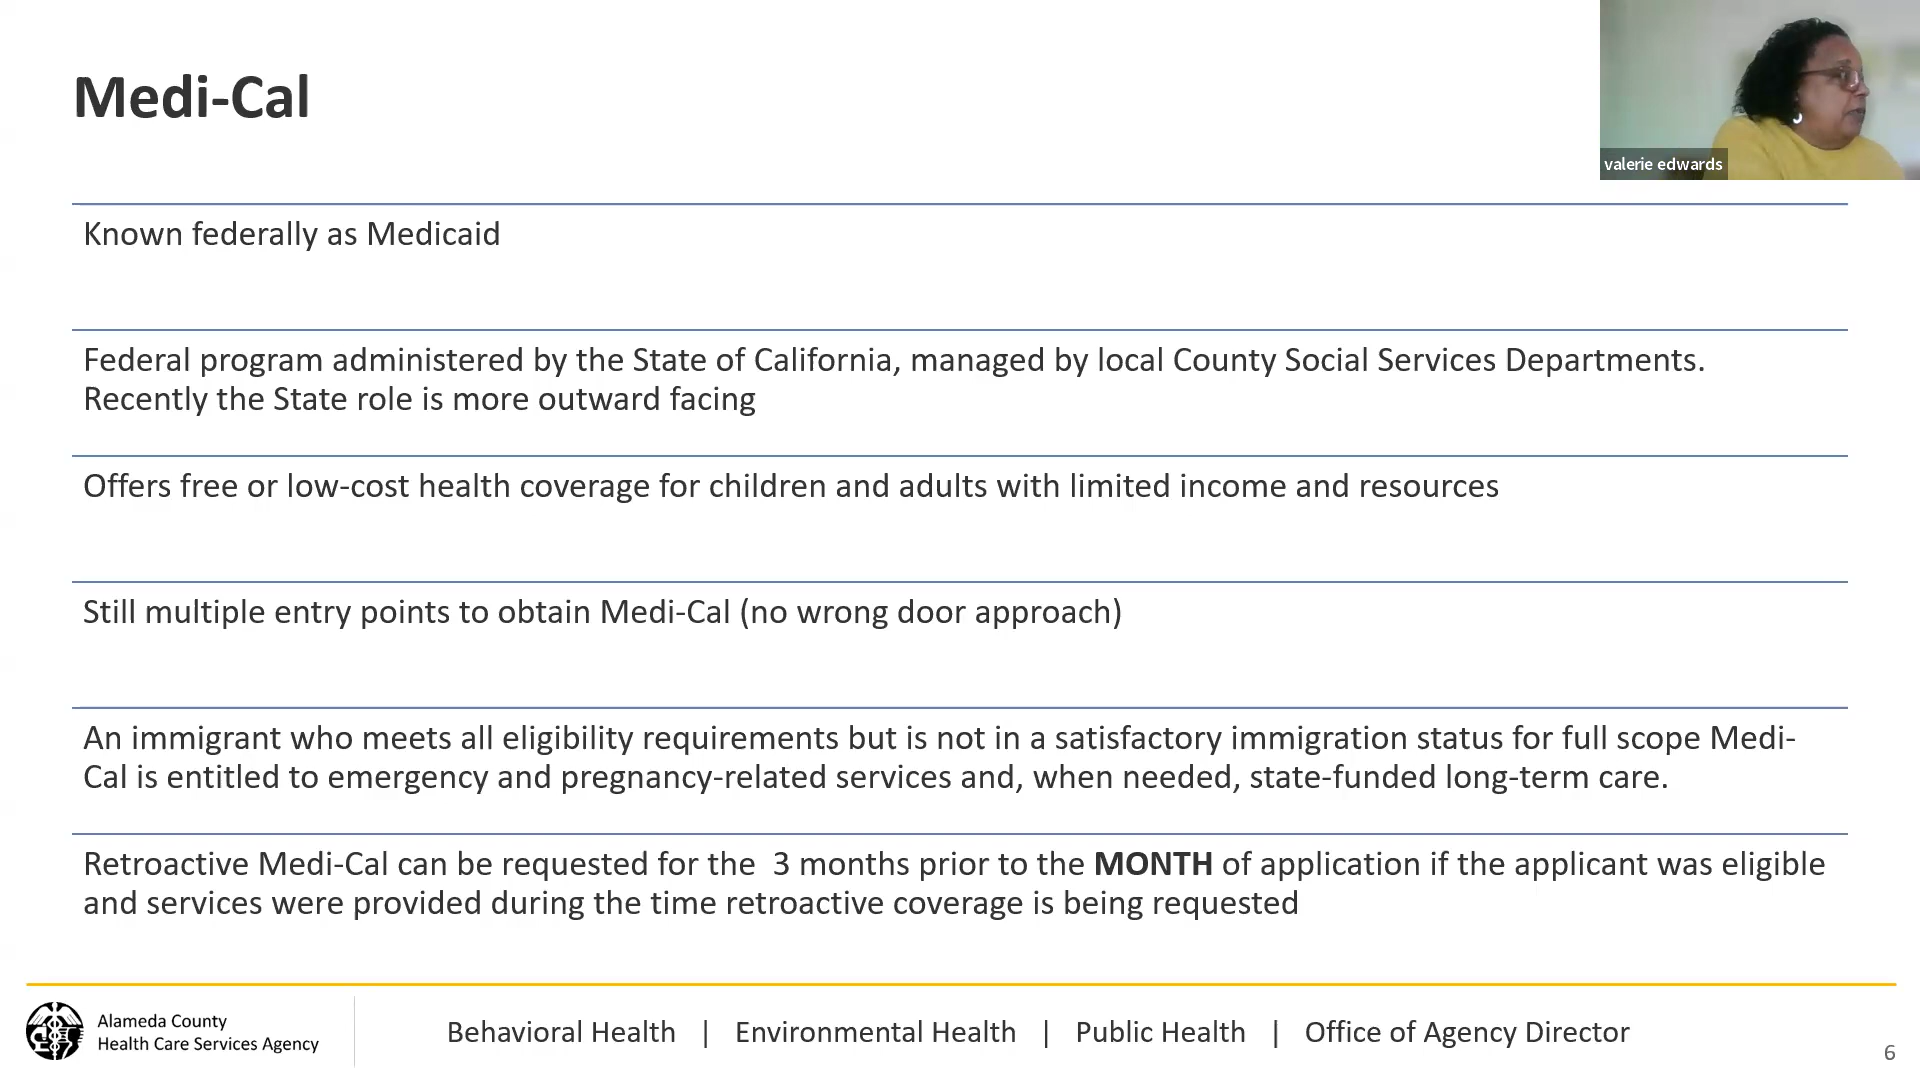 Medi-Cal
valerie edwards
Known federally as Medicaid
Federal program administered by the State of California, managed by local County Social Services Departments.
Recently the State role is more outward facing
Offers free or low-cost health coverage for children and adults with limited income and resources
Still multiple entry points to obtain Medi-Cal (no wrong door approach)
An immigrant who meets all eligibility requirements but is not in a satisfactory immigration status for full scope Medi-
Cal is entitled to emergency and pregnancy-related services and, when needed, state-funded long-term care.
Retroactive Medi-Cal can be requested for the  3 months prior to the MONTH of application if the applicant was eligible
and services were provided during the time retroactive coverage is being requested
Alameda County
Health Care Services Agency
Behavioral Health | Environmental Health | Public Health | Office of Agency Director
6